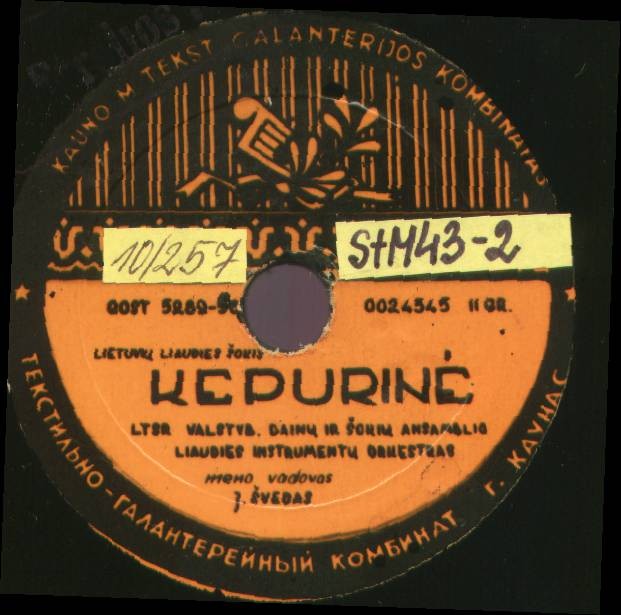 KAUNO M TEKST GALANTERIJOS KOMBINATAS
10/257
StM43-2
GOST
0024545 II GR.
LIETUVIŲ LIAUDIES ŠOKIS
KEPURINĖ
LTSR VALSTYB. DAINŲ IR ŠOKIŲ ANSAMBLIO
LIAUDIES INSTRUMENTŲ ORKESTRAS
meno vadovas
J. ŠVEDAS
ТЕКСТИЛЬНО-ГАЛАНТЕРЕЙНЫЙ КОМБИНАТ г. КАУНАС